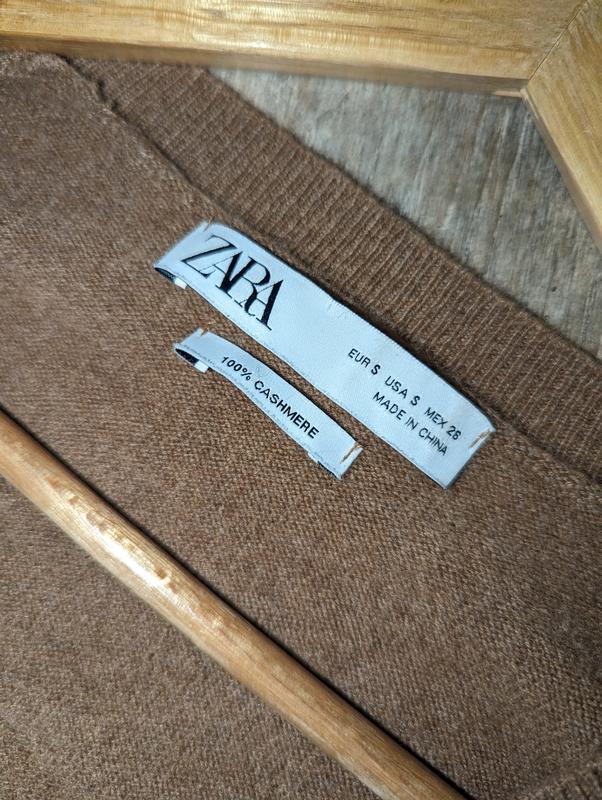 ZARA
EUR S USA S MEX 26
MADE IN CHINA
100% CASHMERE